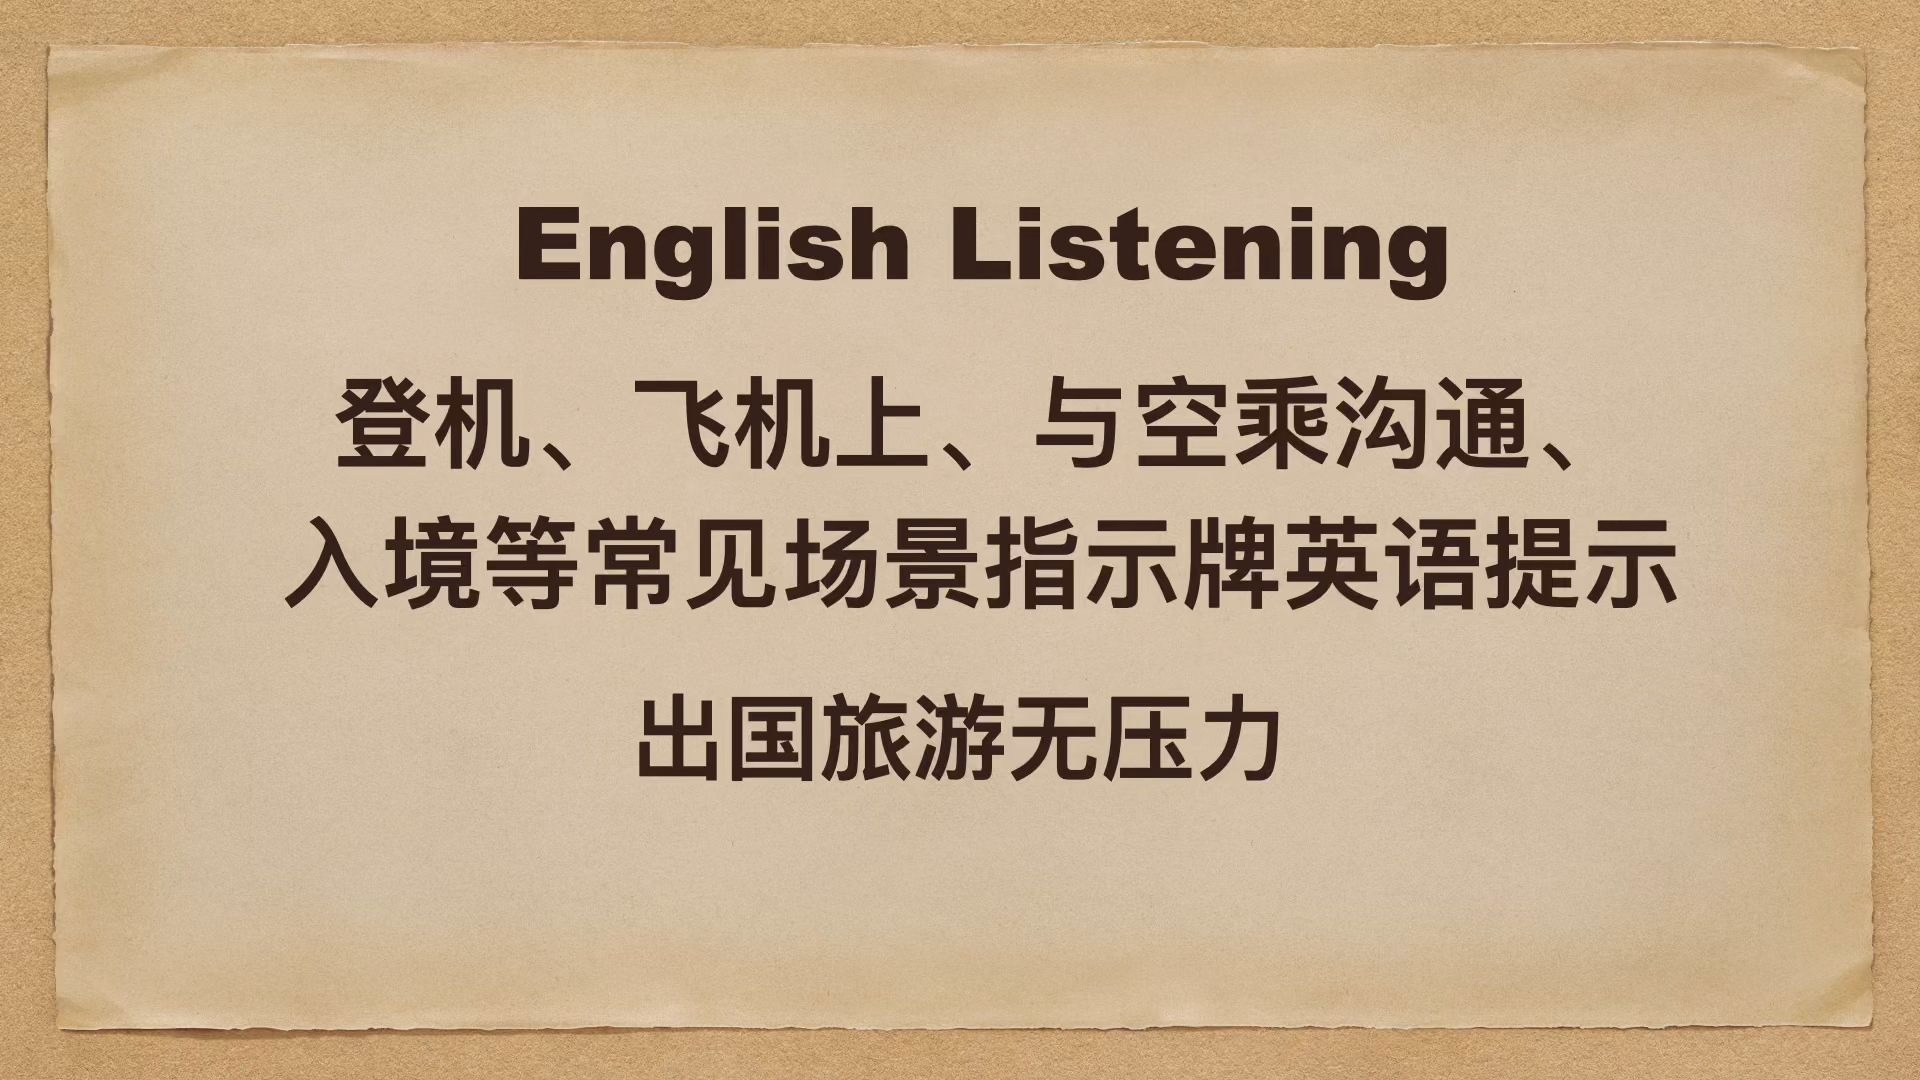 English Listening
登机、飞机上、与空乘沟通、
入境等常见场景指示牌英语提示
出国旅游无压力